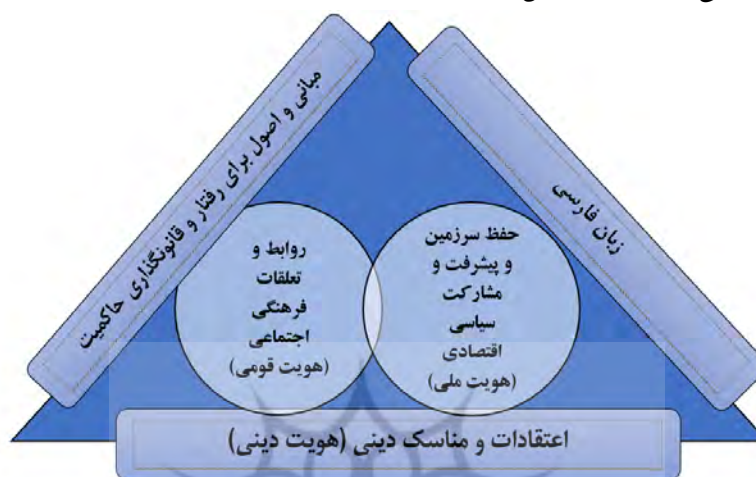 زبان فارسی
مبانی و اصول برای رفتار و قانونگذاری حاکمیت
حفظ سرزمین
و پیشرفت و
مشارکت
سیاسی
اقتصادی
(هویت ملی)
روابط و
تعلقات
فرهنگی
اجتماعی
(هویت قومی)
اعتقادات و مناسک دینی (هویت دینی)